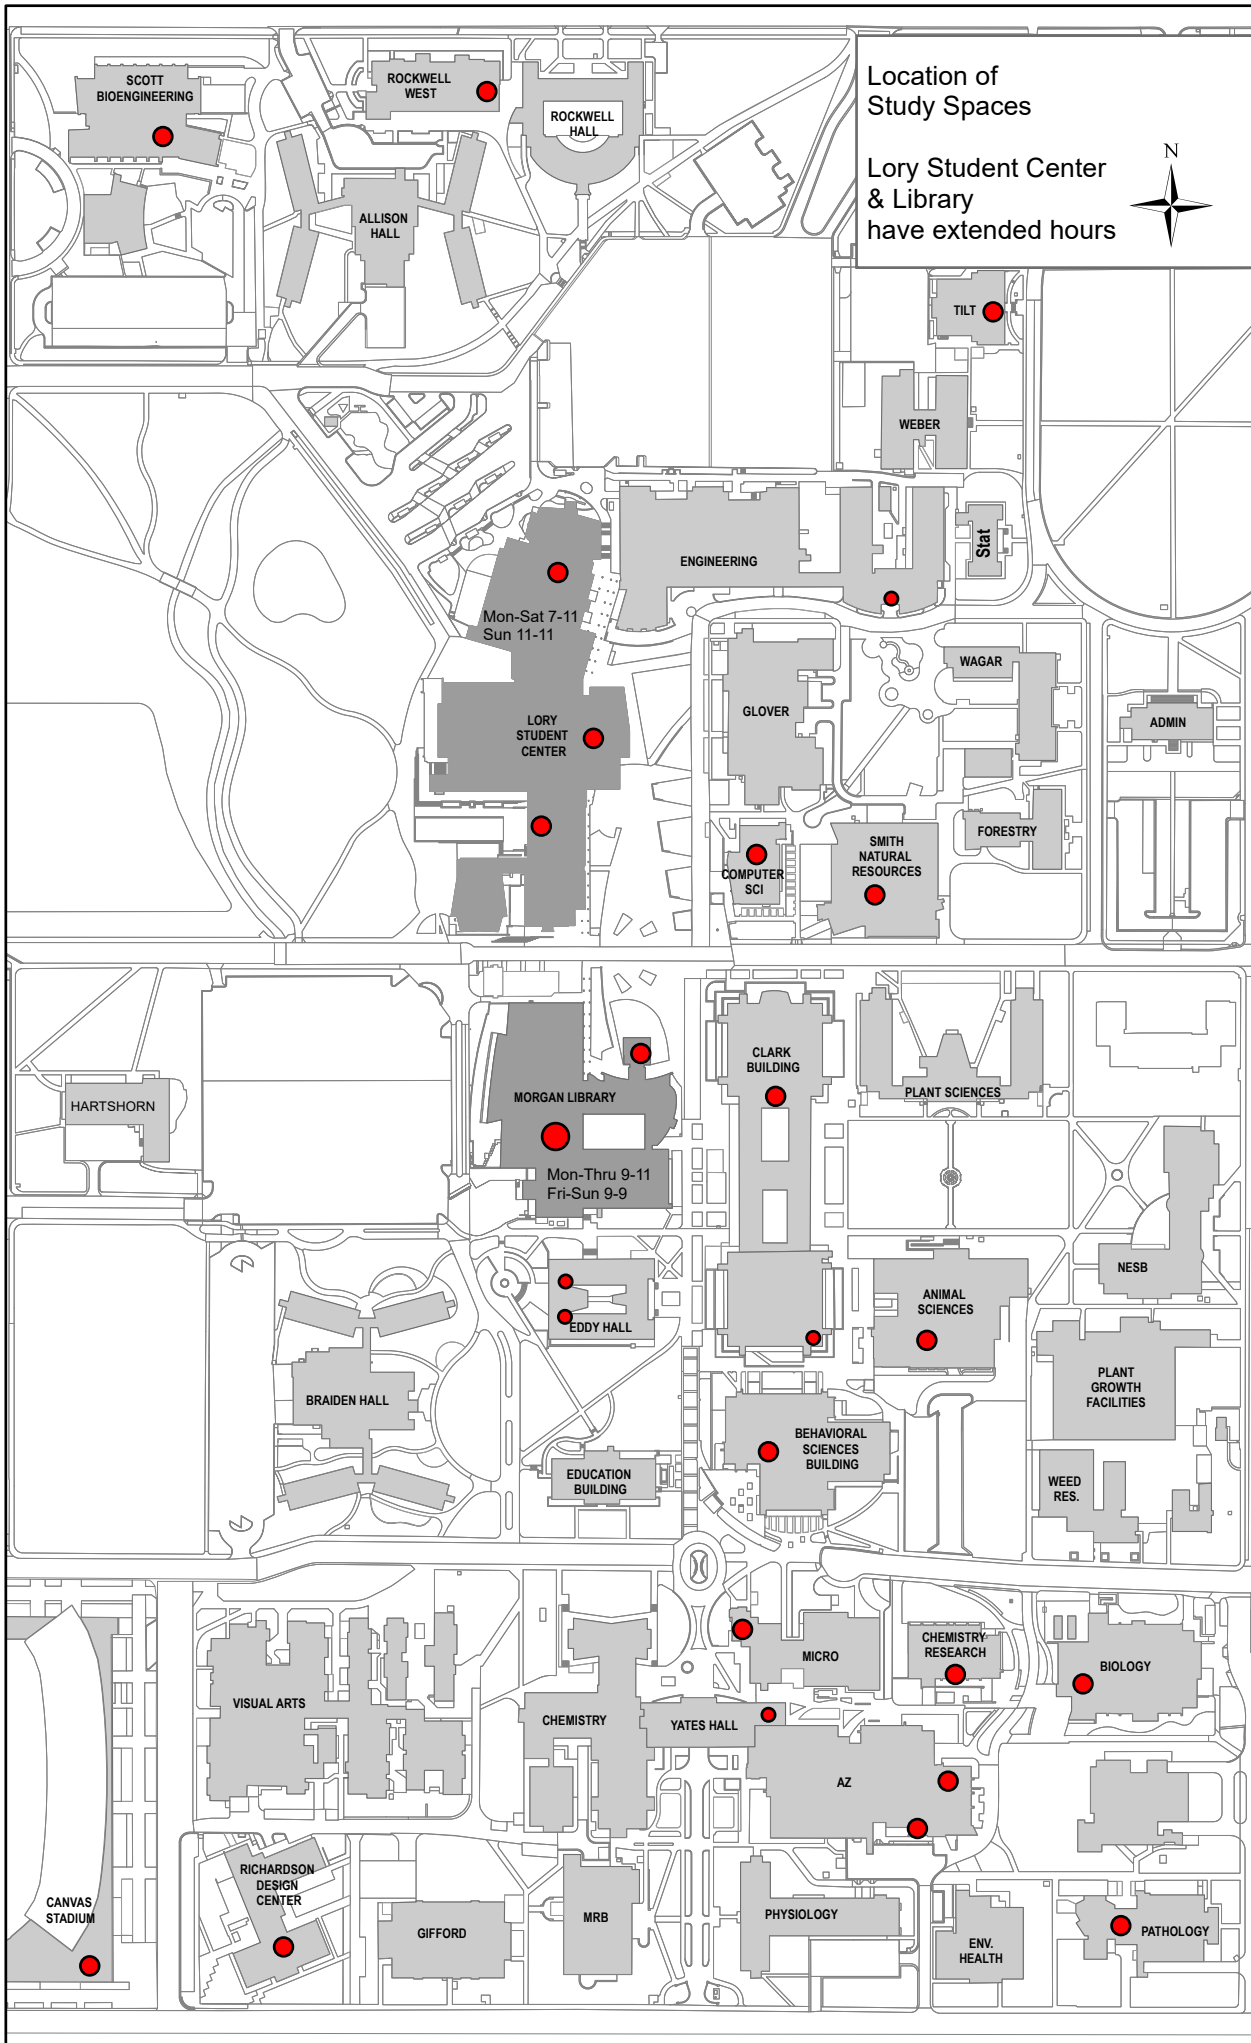 Location of
Study Spaces
Lory Student Center
& Library
have extended hours
N
SCOTT
BIOENGINEERING
ROCKWELL
WEST
ROCKWELL
HALL
ALLISON
HALL
TILT
WEBER
ENGINEERING
Stat
Mon-Sat 7-11
Sun 11-11
LORY
STUDENT
CENTER
GLOVER
WAGAR
ADMIN
COMPUTER
SCI
SMITH
NATURAL
RESOURCES
FORESTRY
HARTSHORN
MORGAN LIBRARY
Mon-Thru 9-11
Fri-Sun 9-9
CLARK
BUILDING
PLANT SCIENCES
NESB
EDDY HALL
ANIMAL
SCIENCES
BRAIDEN HALL
PLANT
GROWTH
FACILITIES
EDUCATION
BUILDING
BEHAVIORAL
SCIENCES
BUILDING
WEED
RES.
VISUAL ARTS
CHEMISTRY
YATES HALL
MICRO
CHEMISTRY
RESEARCH
BIOLOGY
AZ
CANVAS
STADIUM
RICHARDSON
DESIGN
CENTER
GIFFORD
MRB
PHYSIOLOGY
ENV.
HEALTH
PATHOLOGY